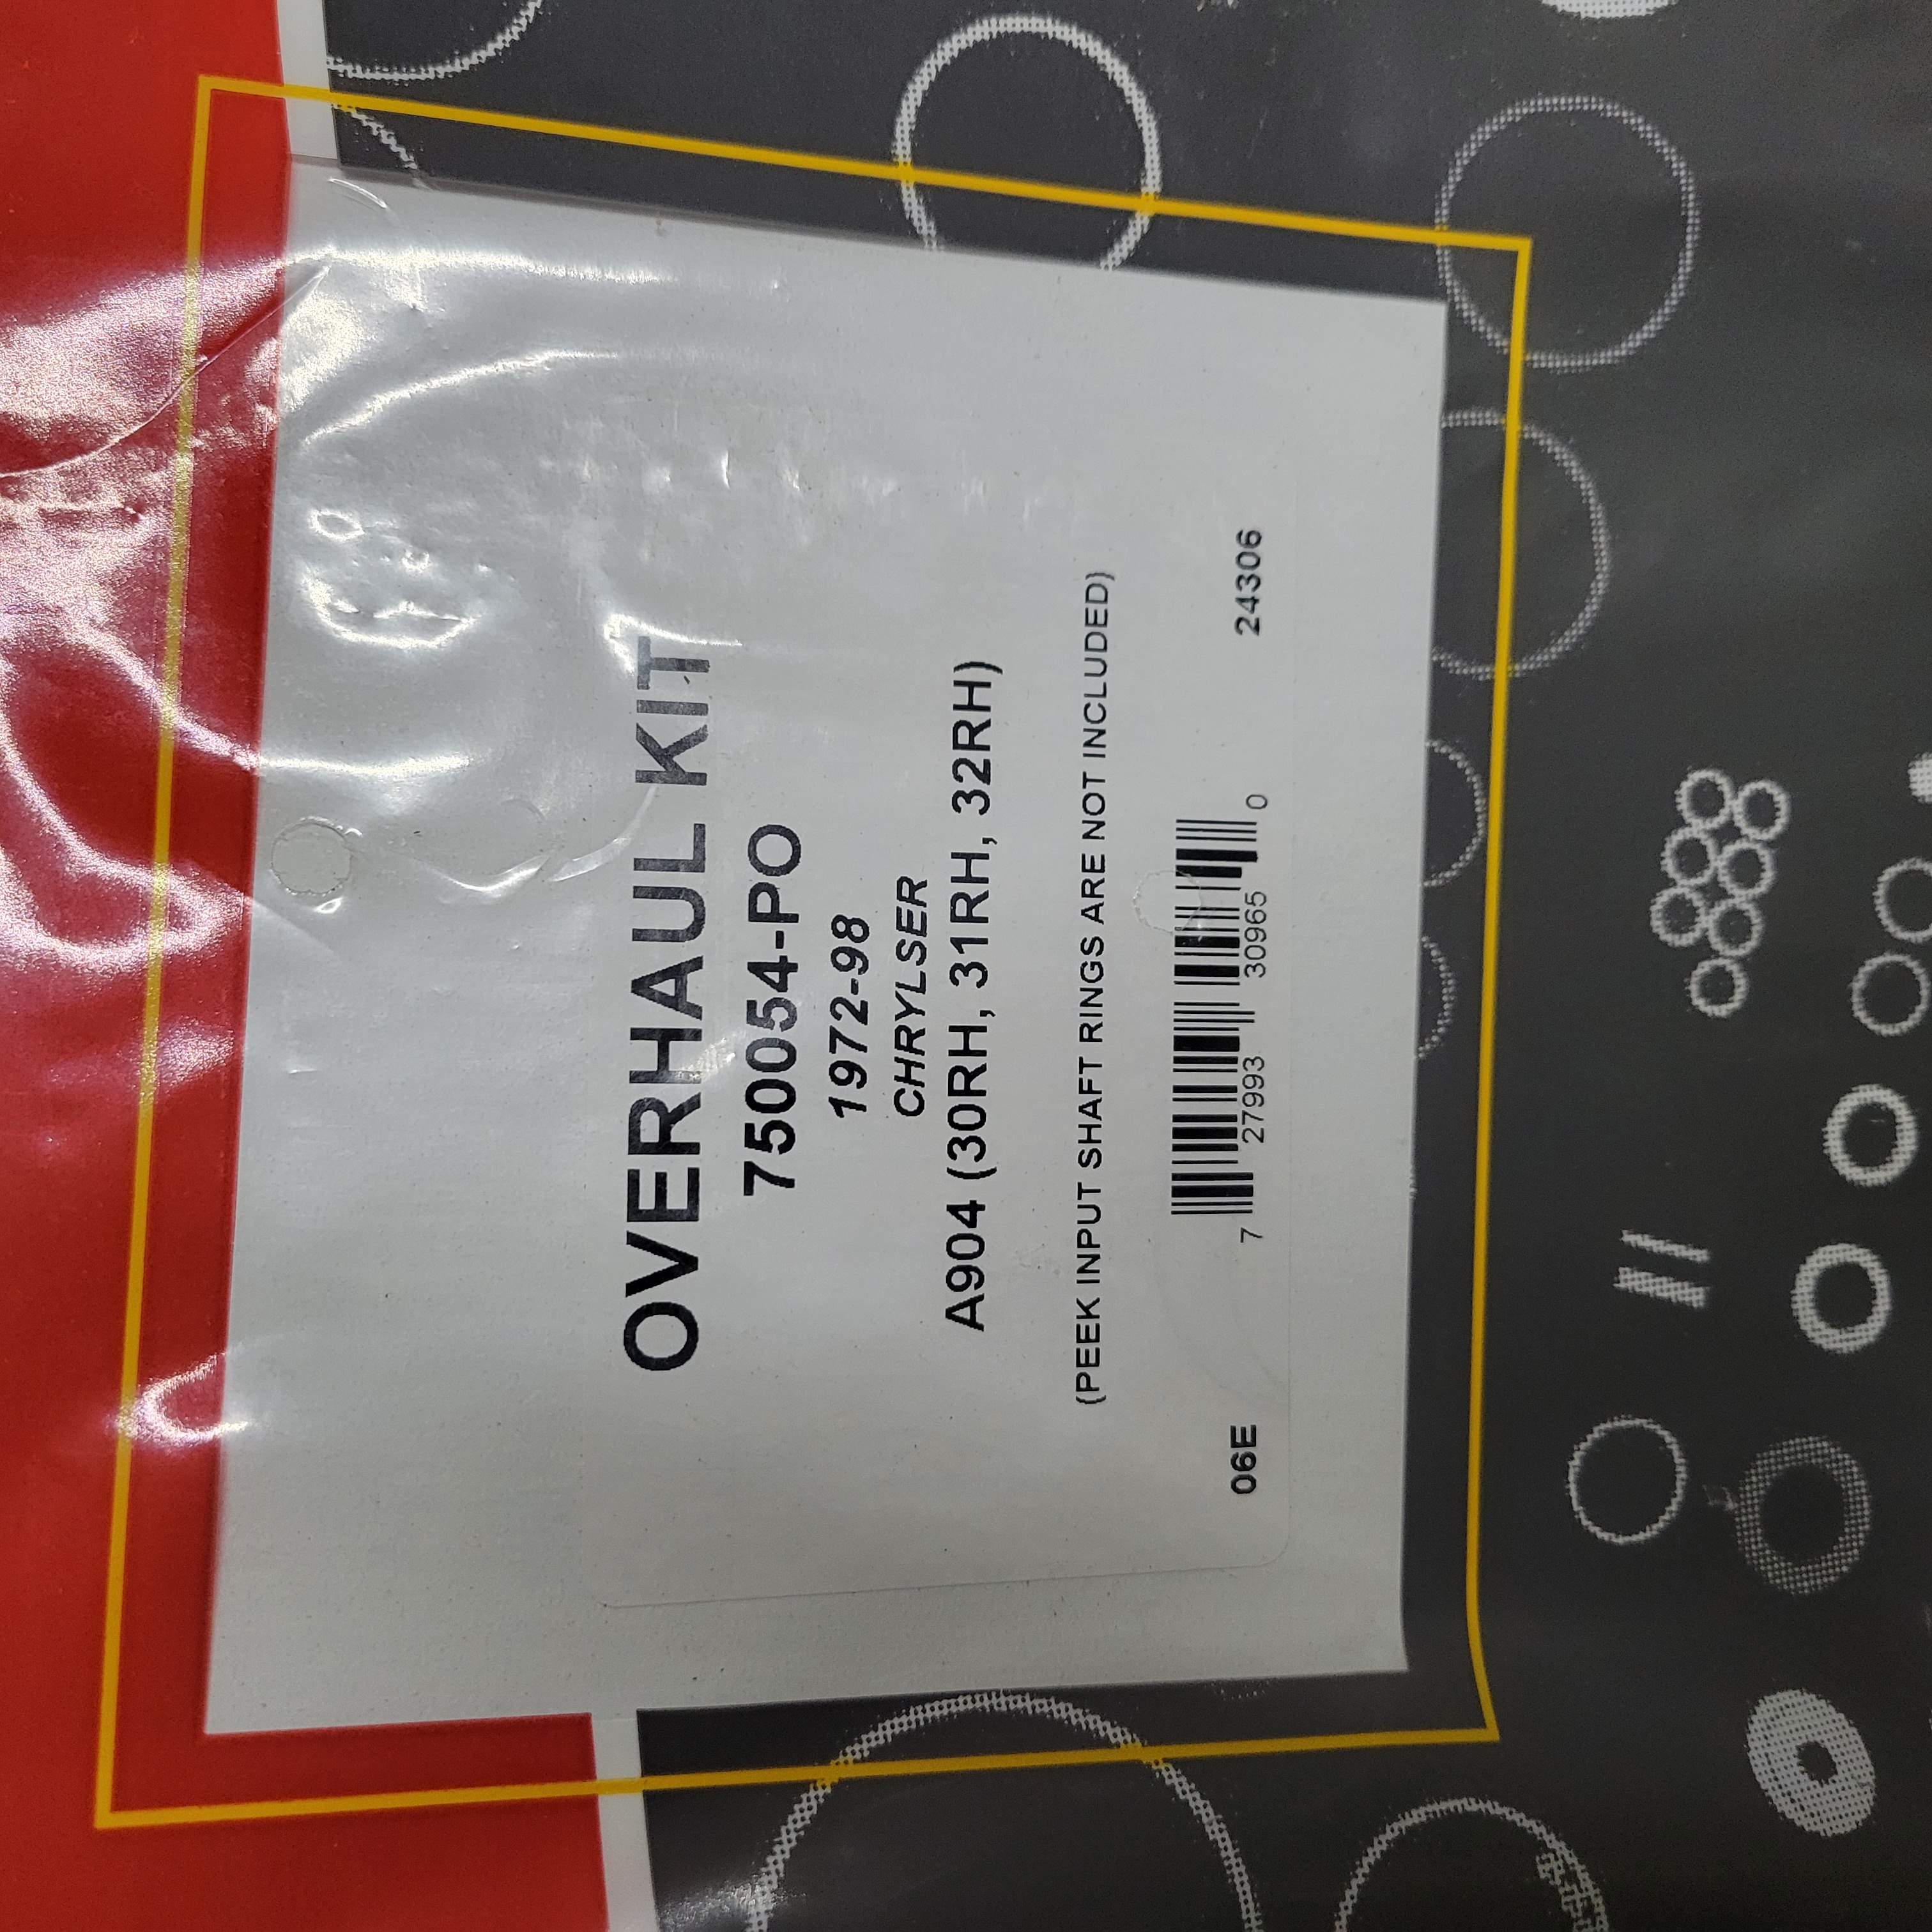 OVERHAUL KIT
750054-PO
1972-98
CHRYLSER
A904 (30RH, 31RH, 32RH)
(PEEK INPUT SHAFT RINGS ARE NOT INCLUDED)
06E 7 27993 30965 0 24306